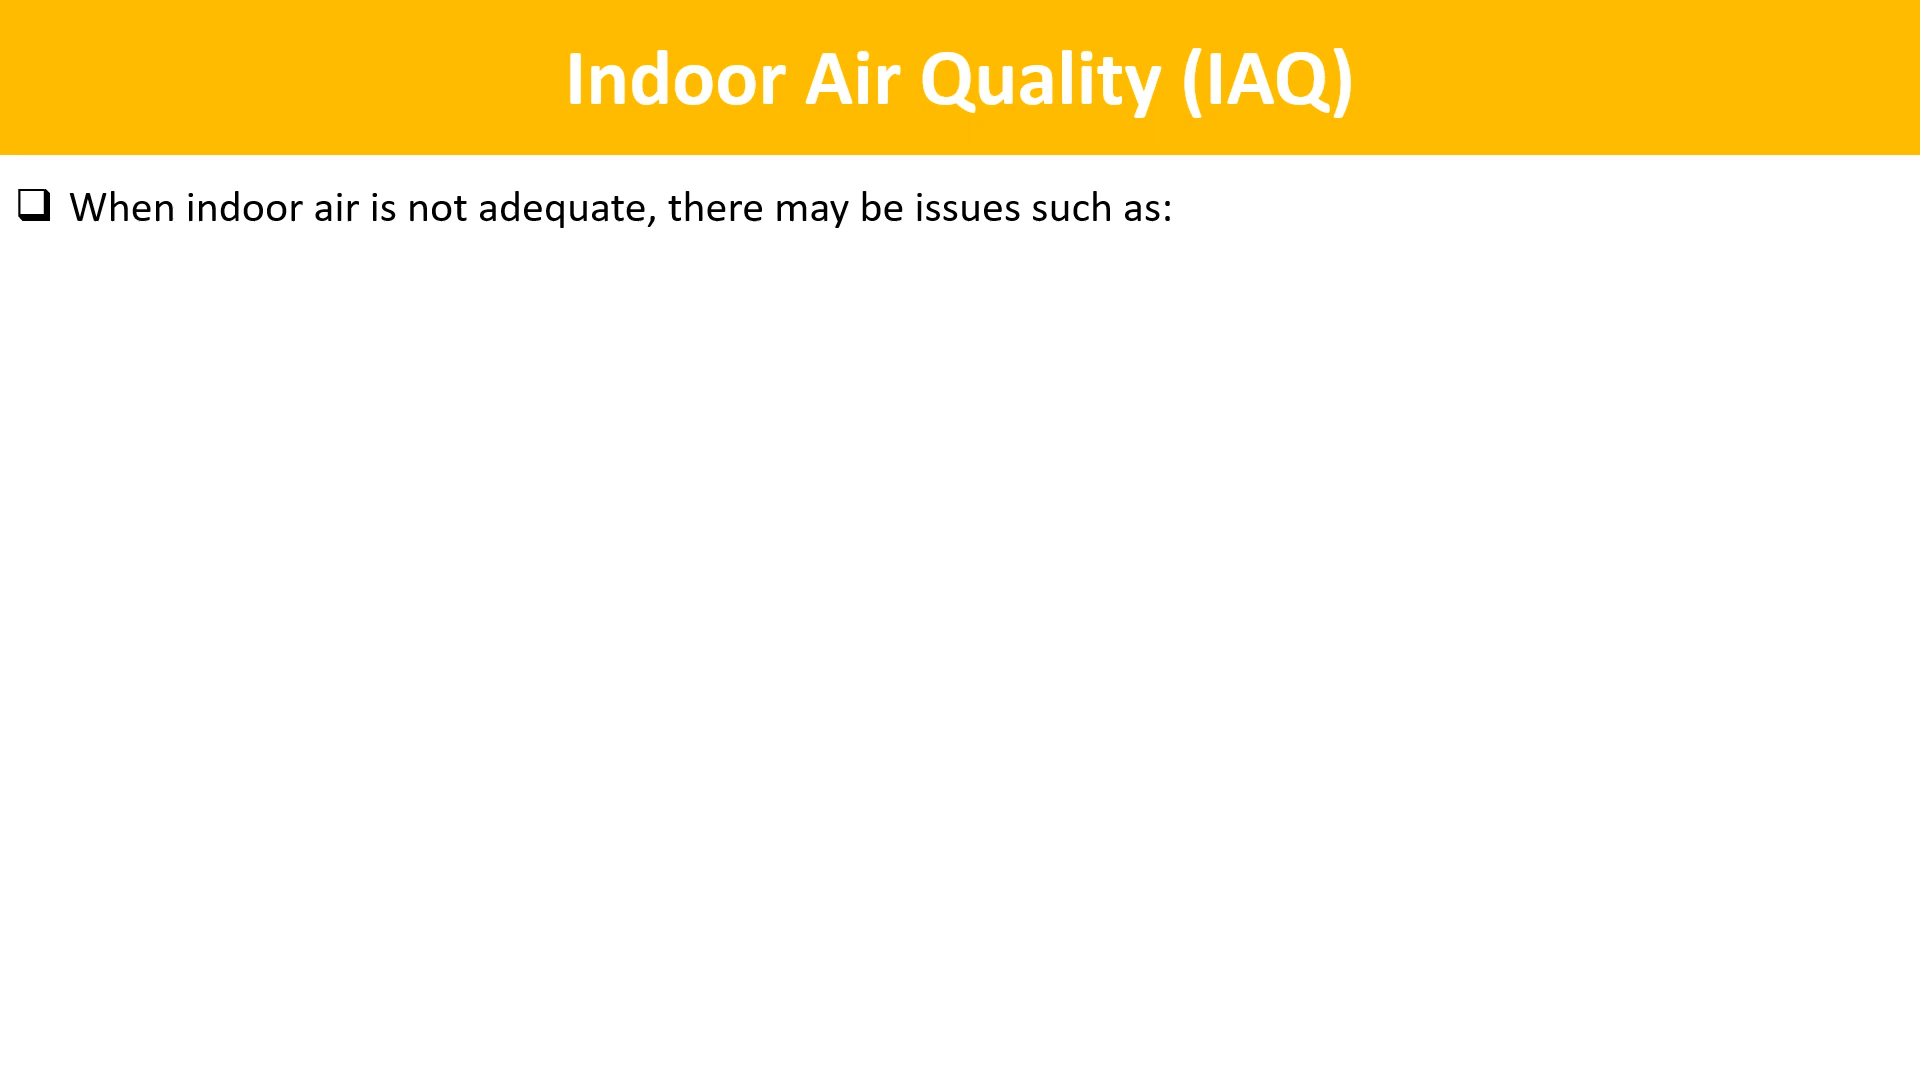 Indoor Air Quality (IAQ)
❑ When indoor air is not adequate, there may be issues such as: